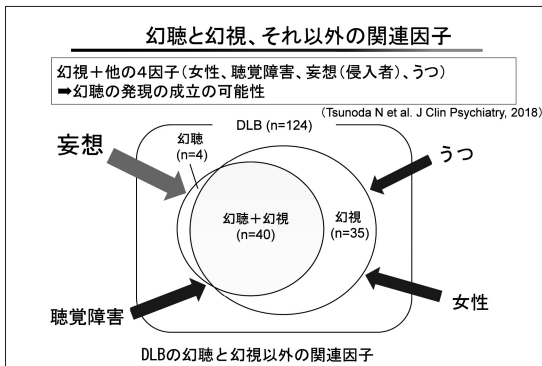 幻聴と幻視、それ以外の関連因子
幻視＋他の4因子(女性、聴覚障害、妄想(侵入者)、うつ)
➡幻聴の発現の成立の可能性
(Tsunoda N et al. J Clin Psychiatry, 2018)
DLB (n=124)
妄想
幻聴
(n=4)
うつ
幻聴＋幻視
(n=40)
幻視
(n=35)
聴覚障害
女性
DLBの幻聴と幻視以外の関連因子